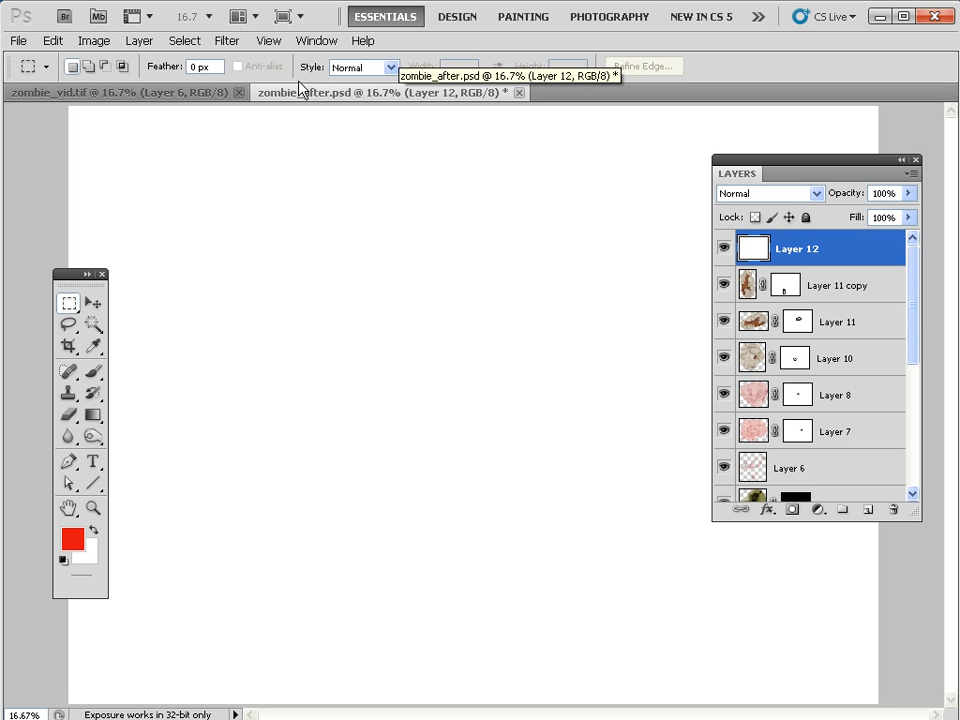 Ps Br Mb 16.7 ESSENTIALS DESIGN PAINTING PHOTOGRAPHY NEW IN CS 5 CS Live
File Edit Image Layer Select Filter Analysis View Window Help
Feather: 0 px Anti-alias Style: Normal Width: Height: Refine Edge...
zombie_after.psd @ 16.7% (Layer 12, RGB/8) *
zombie_vid.tif @ 16.7% (Layer 6, RGB/8) zombie_after.psd @ 16.7% (Layer 12, RGB/8) *
LAYERS
Normal Opacity: 100%
Lock: Fill: 100%
Layer 12
Layer 11 copy
Layer 11
Layer 10
Layer 8
Layer 7
Layer 6
T
16.67% Exposure works in 32-bit only